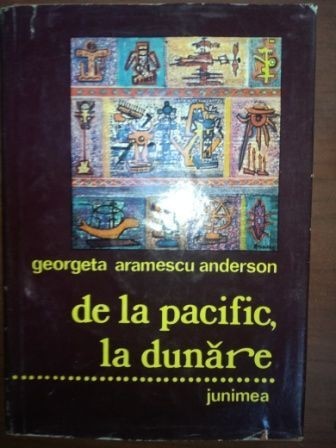 georgeta aramescu anderson
de la pacific,
la dunăre
junimea